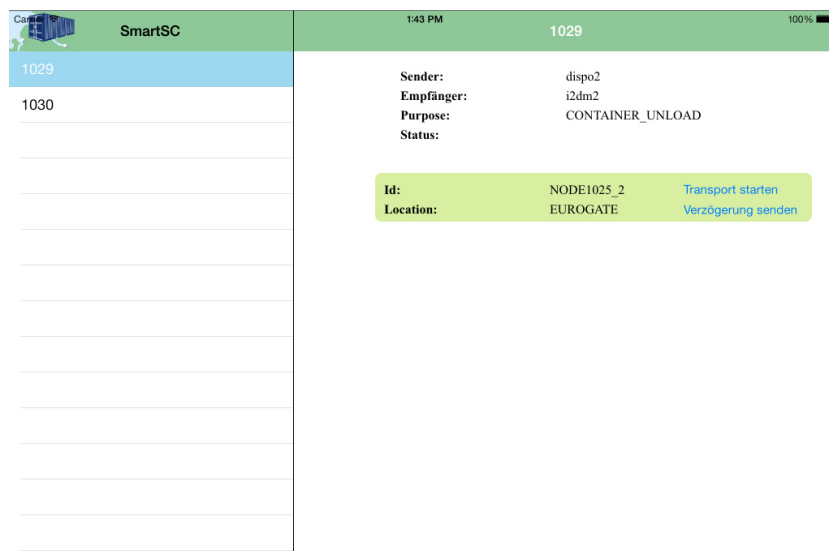 Carrier
1:43 PM
100%
SmartSC
1029
1029
1030
Sender: dispo2
Empfänger: i2dm2
Purpose: CONTAINER_UNLOAD
Status:
Id: NODE1025_2 Transport starten
Location: EUROGATE Verzögerung senden